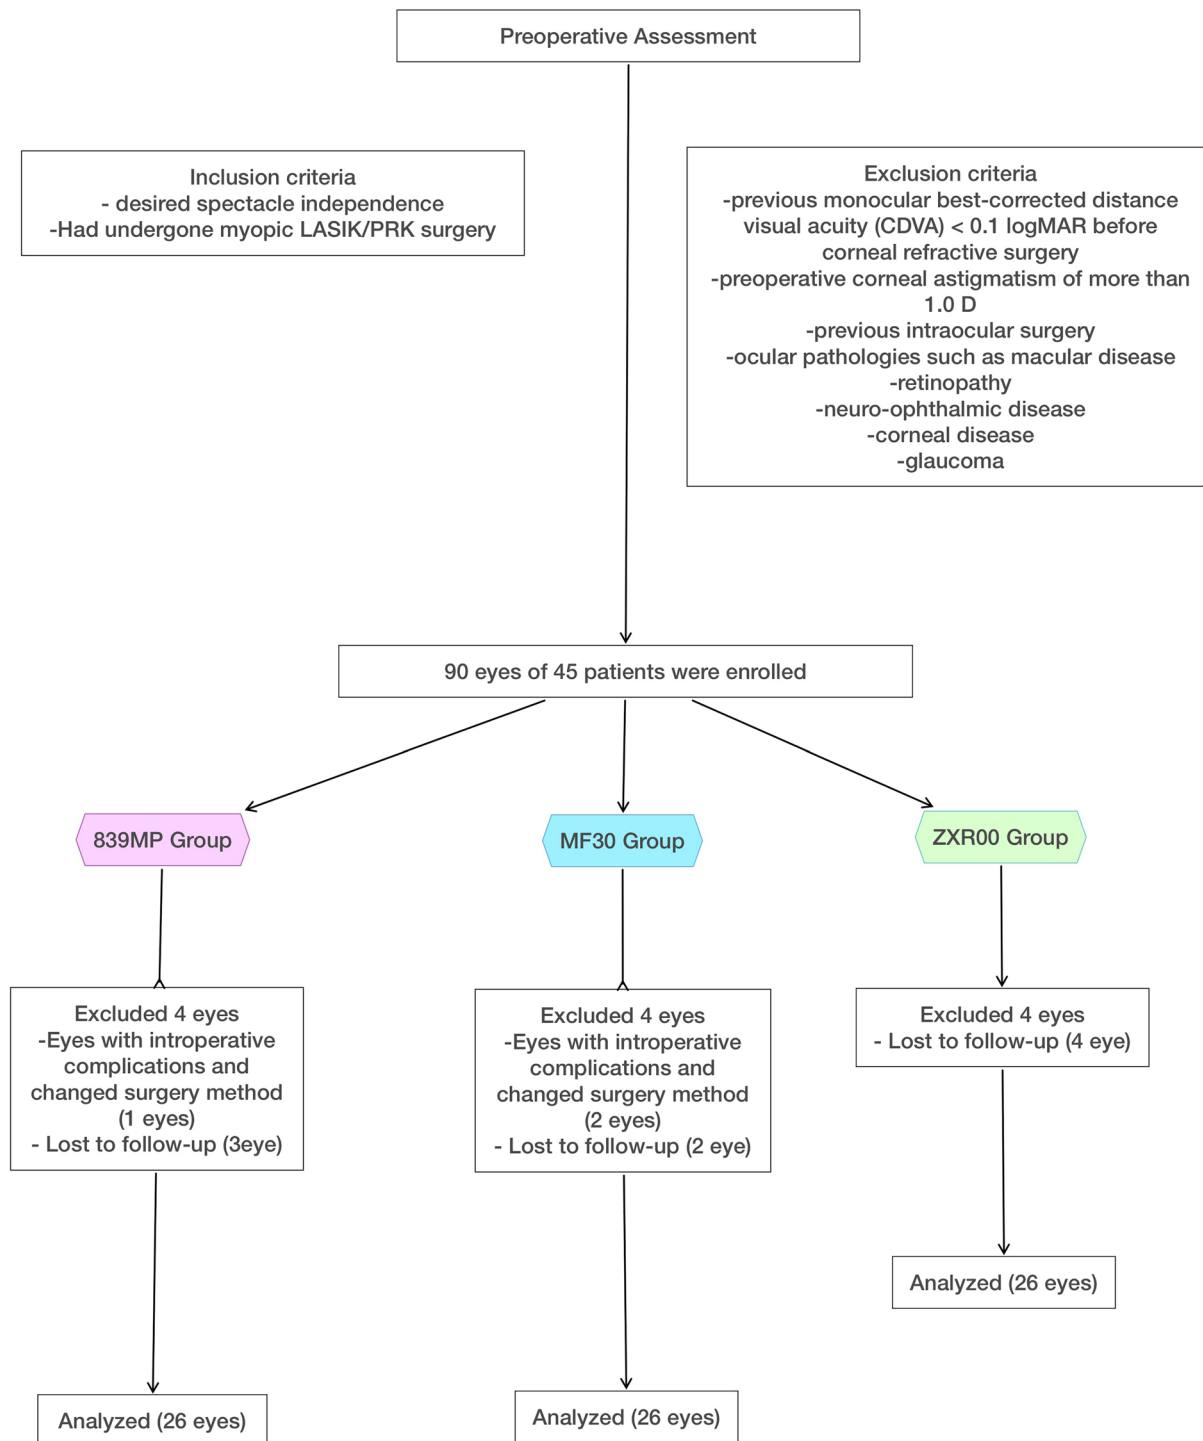 Preoperative Assessment
Inclusion criteria
- desired spectacle independence
-Had undergone myopic LASIK/PRK surgery
Exclusion criteria
-previous monocular best-corrected distance
visual acuity (CDVA) < 0.1 logMAR before
corneal refractive surgery
-preoperative corneal astigmatism of more than
1.0 D
-previous intraocular surgery
-ocular pathologies such as macular disease
-retinopathy
-neuro-ophthalmic disease
-corneal disease
-glaucoma
90 eyes of 45 patients were enrolled
839MP Group
MF30 Group
ZXR00 Group
Excluded 4 eyes
-Eyes with introperative
complications and
changed surgery method
(1 eyes)
- Lost to follow-up (3eye)
Excluded 4 eyes
-Eyes with introperative
complications and
changed surgery method
(2 eyes)
- Lost to follow-up (2 eye)
Excluded 4 eyes
- Lost to follow-up (4 eye)
Analyzed (26 eyes)
Analyzed (26 eyes)
Analyzed (26 eyes)